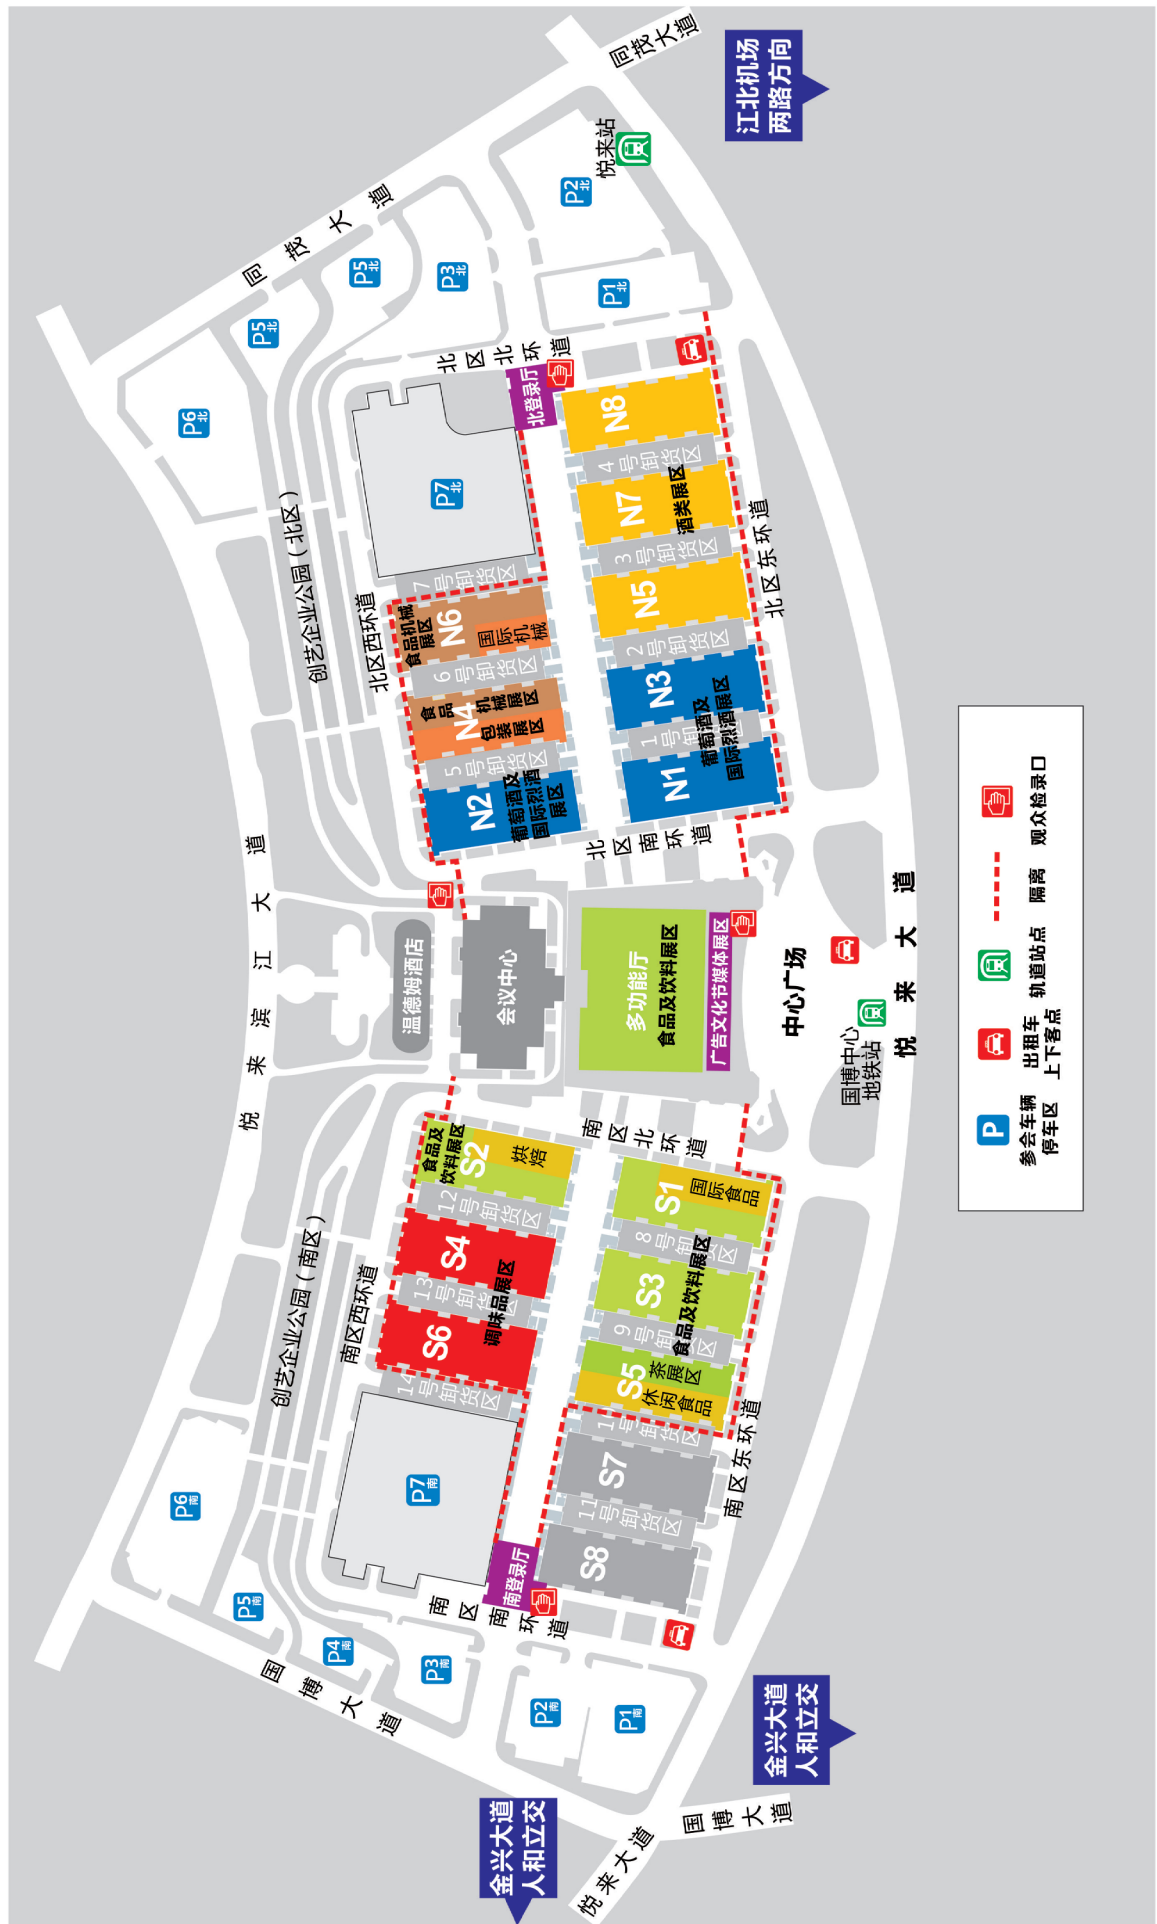 同茂大道
江北机场
两路方向
悦来站
P2北
P1北
同茂大道
P5北
P3北
P5北
P6北
北区北环道
北登录厅
P7北
创艺企业公园（北区）
北区西环道
7号卸货区
食品机械
展区
N6
国际机械
6号卸货区
食品机械展区
N4
包装展区
5号卸货区
N2
葡萄酒及
国际烈酒
展区
N8
4号卸货区
N7
酒类展区
3号卸货区
N5
2号卸货区
N3
1号卸货区
N1
葡萄酒及
国际烈酒展区
北区东环道
北区南环道
悦来滨江大道
温德姆酒店
会议中心
多功能厅
食品及饮料展区
广告文化节媒体展区
中心广场
国博中心
地铁站
悦来大道
南区北环道
食品及
饮料展区
S2
烘焙
12号卸货区
S4
13号卸货区
调味品展区
S6
14号卸货区
S1
国际食品
8号卸货区
S3
食品及饮料展区
9号卸货区
S5
茶展区
休闲食品
10号卸货区
S7
11号卸货区
S8
南区东环道
南区西环道
创艺企业公园（南区）
P7南
南登录厅
南区南环道
P6南
P5南
P4南
P3南
P2南
P1南
国博大道
金兴大道
人和立交
金兴大道
人和立交
国博大道
悦来大道
P
参会车辆
停车区
出租车
上下客点
轨道站点
隔离
观众检录口